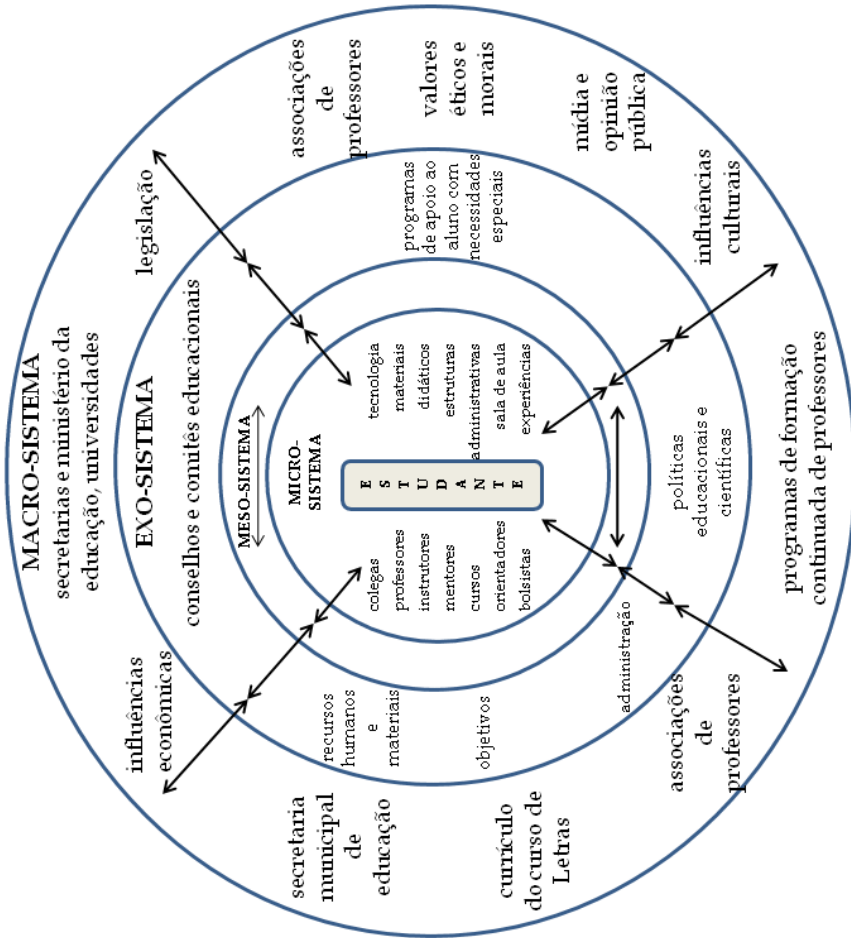 MACRO-SISTEMA
secretarias e ministério da
educação, universidades
influências
econômicas
legislação
EXO-SISTEMA
conselhos e comitês educacionais
MESO-SISTEMA
MICRO-
SISTEMA
secretaria
municipal
de
educação
recursos
humanos
e
materiais
colegas
professores
instrutores
mentores
cursos
orientadores
bolsistas
E
S
T
U
D
A
N
T
E
tecnologia
materiais
didáticos
estruturas
administrativas
sala de aula
experiências
programas
de apoio ao
aluno com
necessidades
especiais
associações
de
professores
valores
éticos e
morais
currículo
do curso de
Letras
objetivos
administração
políticas
educacionais e
científicas
mídia e
opinião
pública
influências
culturais
associações
de
professores
programas de formação
continuada de professores